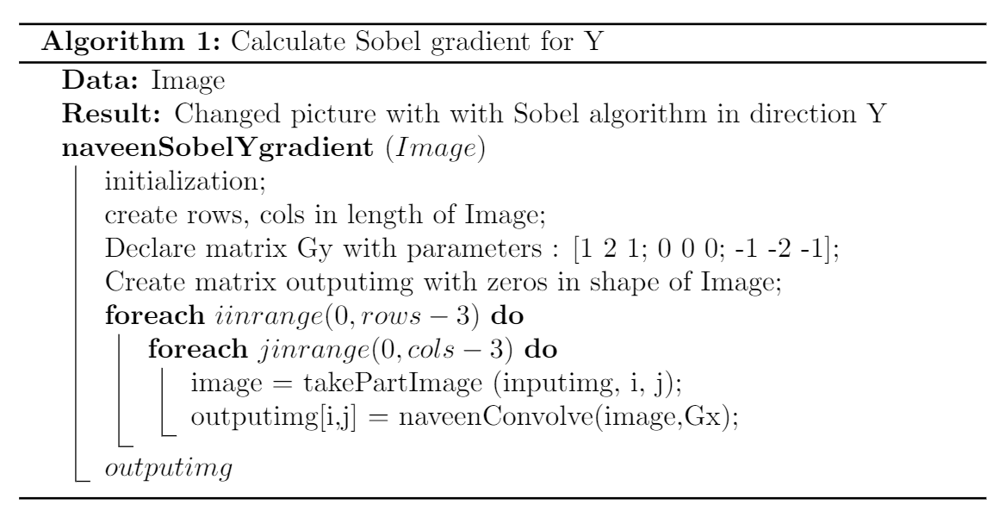 Algorithm 1: Calculate Sobel gradient for Y
Data: Image
Result: Changed picture with with Sobel algorithm in direction Y
naveenSobelYgradient (Image)
initialization;
create rows, cols in length of Image;
Declare matrix Gy with parameters : [1 2 1; 0 0 0; -1 -2 -1];
Create matrix outputimg with zeros in shape of Image;
foreach iinrange(0, rows − 3) do
foreach jinrange(0, cols − 3) do
image = takePartImage (inputimg, i, j);
outputimg[i,j] = naveenConvolve(image,Gx);
outputimg